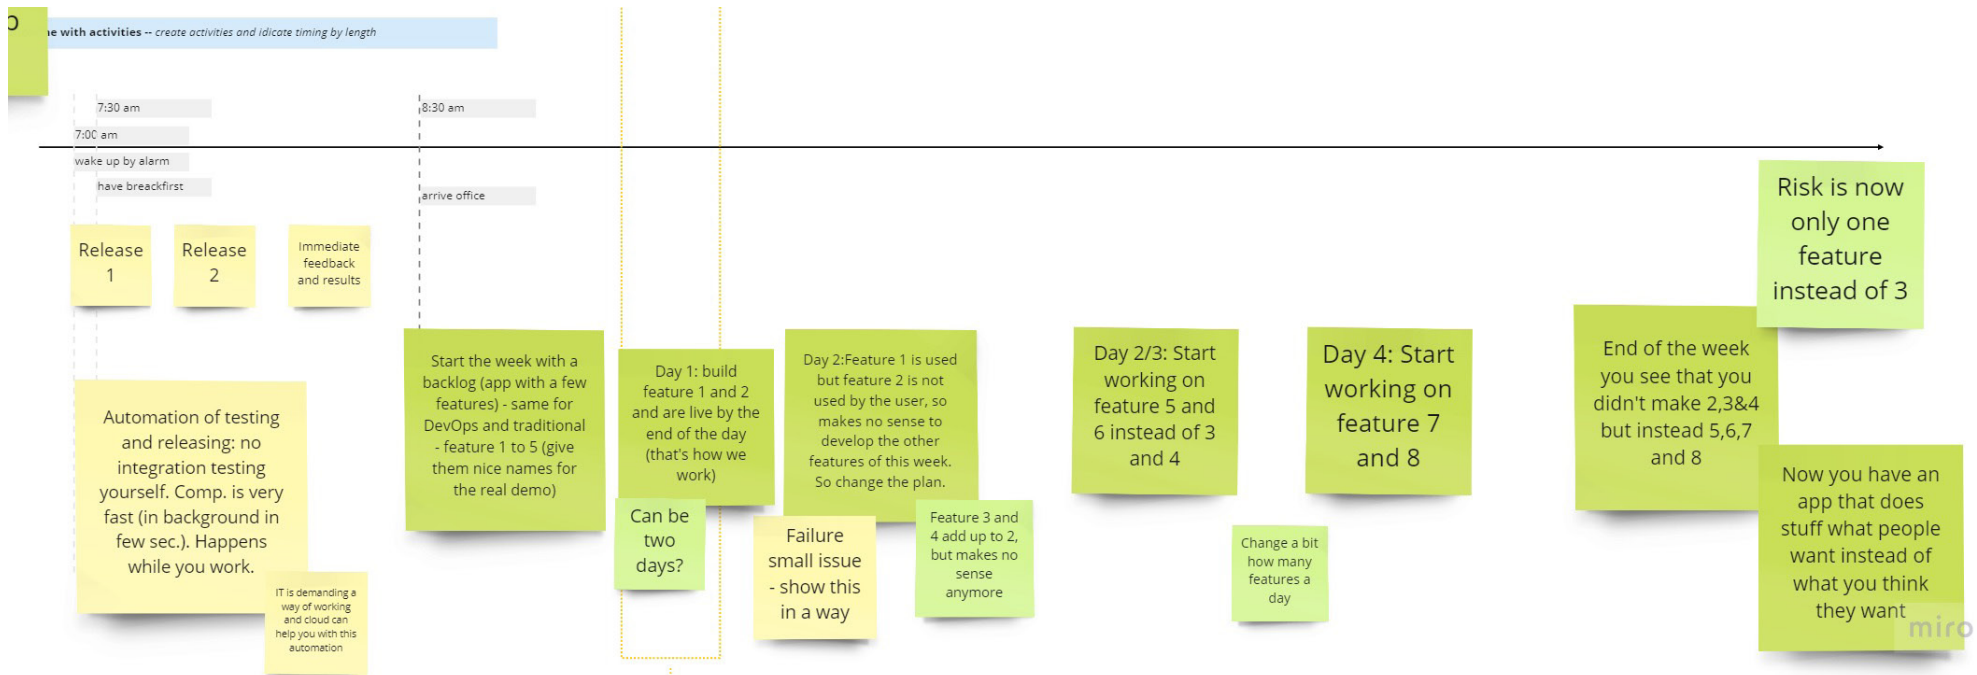 ne with activities -- create activities and idicate timing by length
7:30 am
8:30 am
7:00 am
wake up by alarm
have breackfirst
arrive office
Release
1
Release
2
Immediate
feedback
and results
Risk is now
only one
feature
instead of 3
Automation of testing
and releasing: no
integration testing
yourself. Comp. is very
fast (in background in
few sec.). Happens
while you work.
IT is demanding a
way of working
and cloud can
help you with this
automation
Start the week with a
backlog (app with a few
features) - same for
DevOps and traditional
- feature 1 to 5 (give
them nice names for
the real demo)
Day 1: build
feature 1 and 2
and are live by the
end of the day
(that's how we
work)
Can be
two
days?
Day 2:Feature 1 is used
but feature 2 is not
used by the user, so
makes no sense to
develop the other
features of this week.
So change the plan.
Failure
small issue
- show this
in a way
Feature 3 and
4 add up to 2,
but makes no
sense
anymore
Day 2/3: Start
working on
feature 5 and
6 instead of 3
and 4
Change a bit
how many
features a
day
Day 4: Start
working on
feature 7
and 8
End of the week
you see that you
didn't make 2,3&4
but instead 5,6,7
and 8
Now you have an
app that does
stuff what people
want instead of
what you think
they want
miro